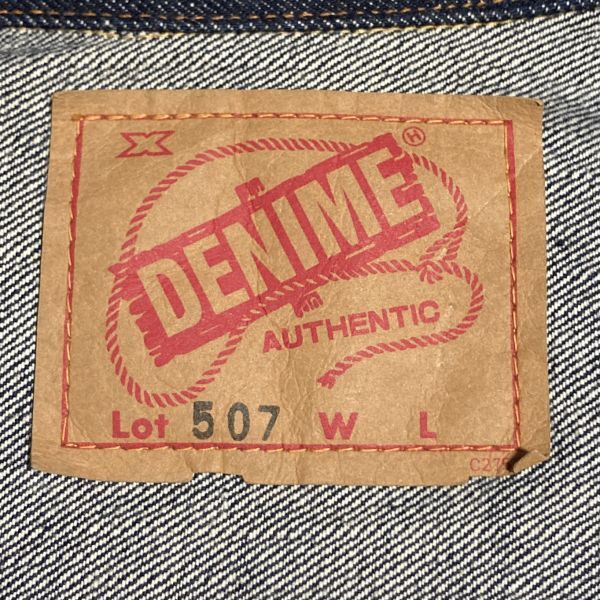 X
DENIME
AUTHENTIC
Lot 507 W L